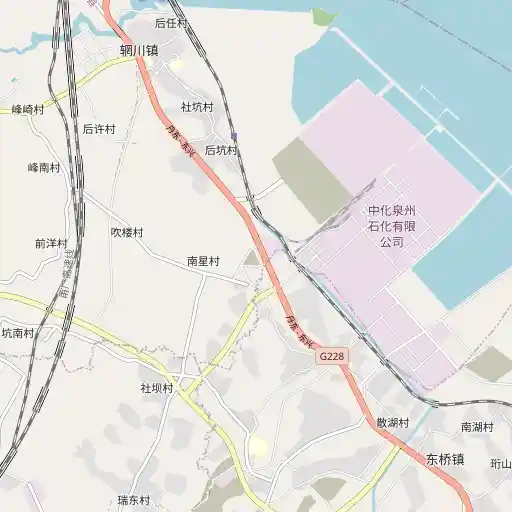 后任村
辋川镇
社坑村
峰崎村
后许村
丹东-东兴
后坑村
峰南村
中化泉州
石化有限
公司
吹楼村
前洋村
南星村
丹东-东兴
坑南村
G228
社坝村
散湖村
南湖村
东桥镇
珩山
瑞东村